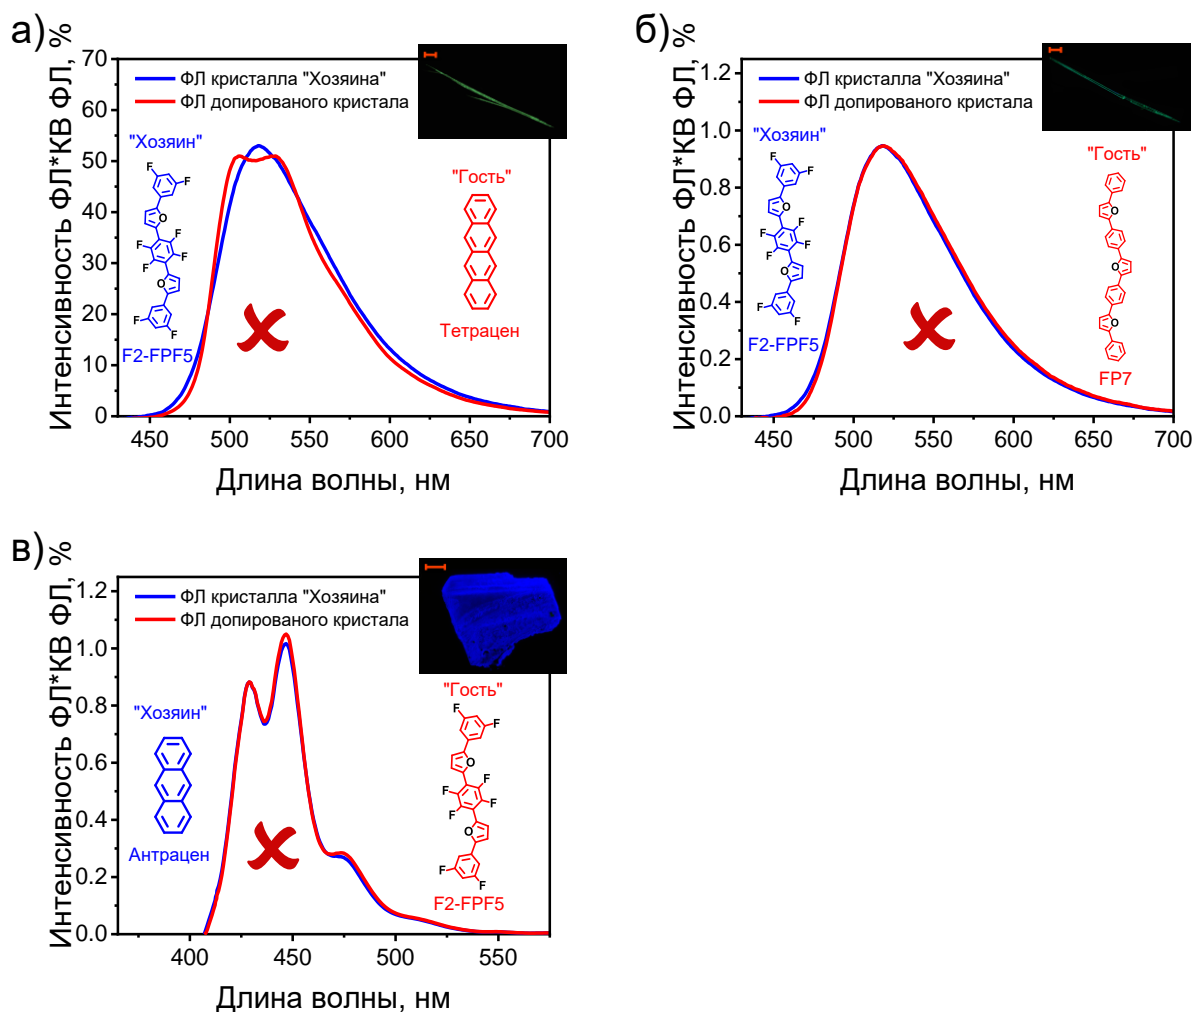 а)
Интенсивность ФЛ*КВ ФЛ, %
70
60
50
40
30
20
10
0
ФЛ кристалла "Хозяина"
ФЛ допированого кристала
"Хозяин"
F
F
O
F
F
F
F
O
F
F
F2-FPF5
"Гость"
Тетрацен
450
500
550
600
650
700
Длина волны, нм
б)
Интенсивность ФЛ*КВ ФЛ, %
1.2
1.0
0.8
0.6
0.4
0.2
0.0
ФЛ кристалла "Хозяина"
ФЛ допированого кристала
"Хозяин"
F
F
O
F
F
F
F
O
F
F
F2-FPF5
"Гость"
O
O
O
FP7
450
500
550
600
650
700
Длина волны, нм
в)
Интенсивность ФЛ*КВ ФЛ, %
1.2
1.0
0.8
0.6
0.4
0.2
0.0
ФЛ кристалла "Хозяина"
ФЛ допированого кристала
"Хозяин"
Антрацен
"Гость"
F
F
O
F
F
F
F
O
F
F
F2-FPF5
400
450
500
550
Длина волны, нм